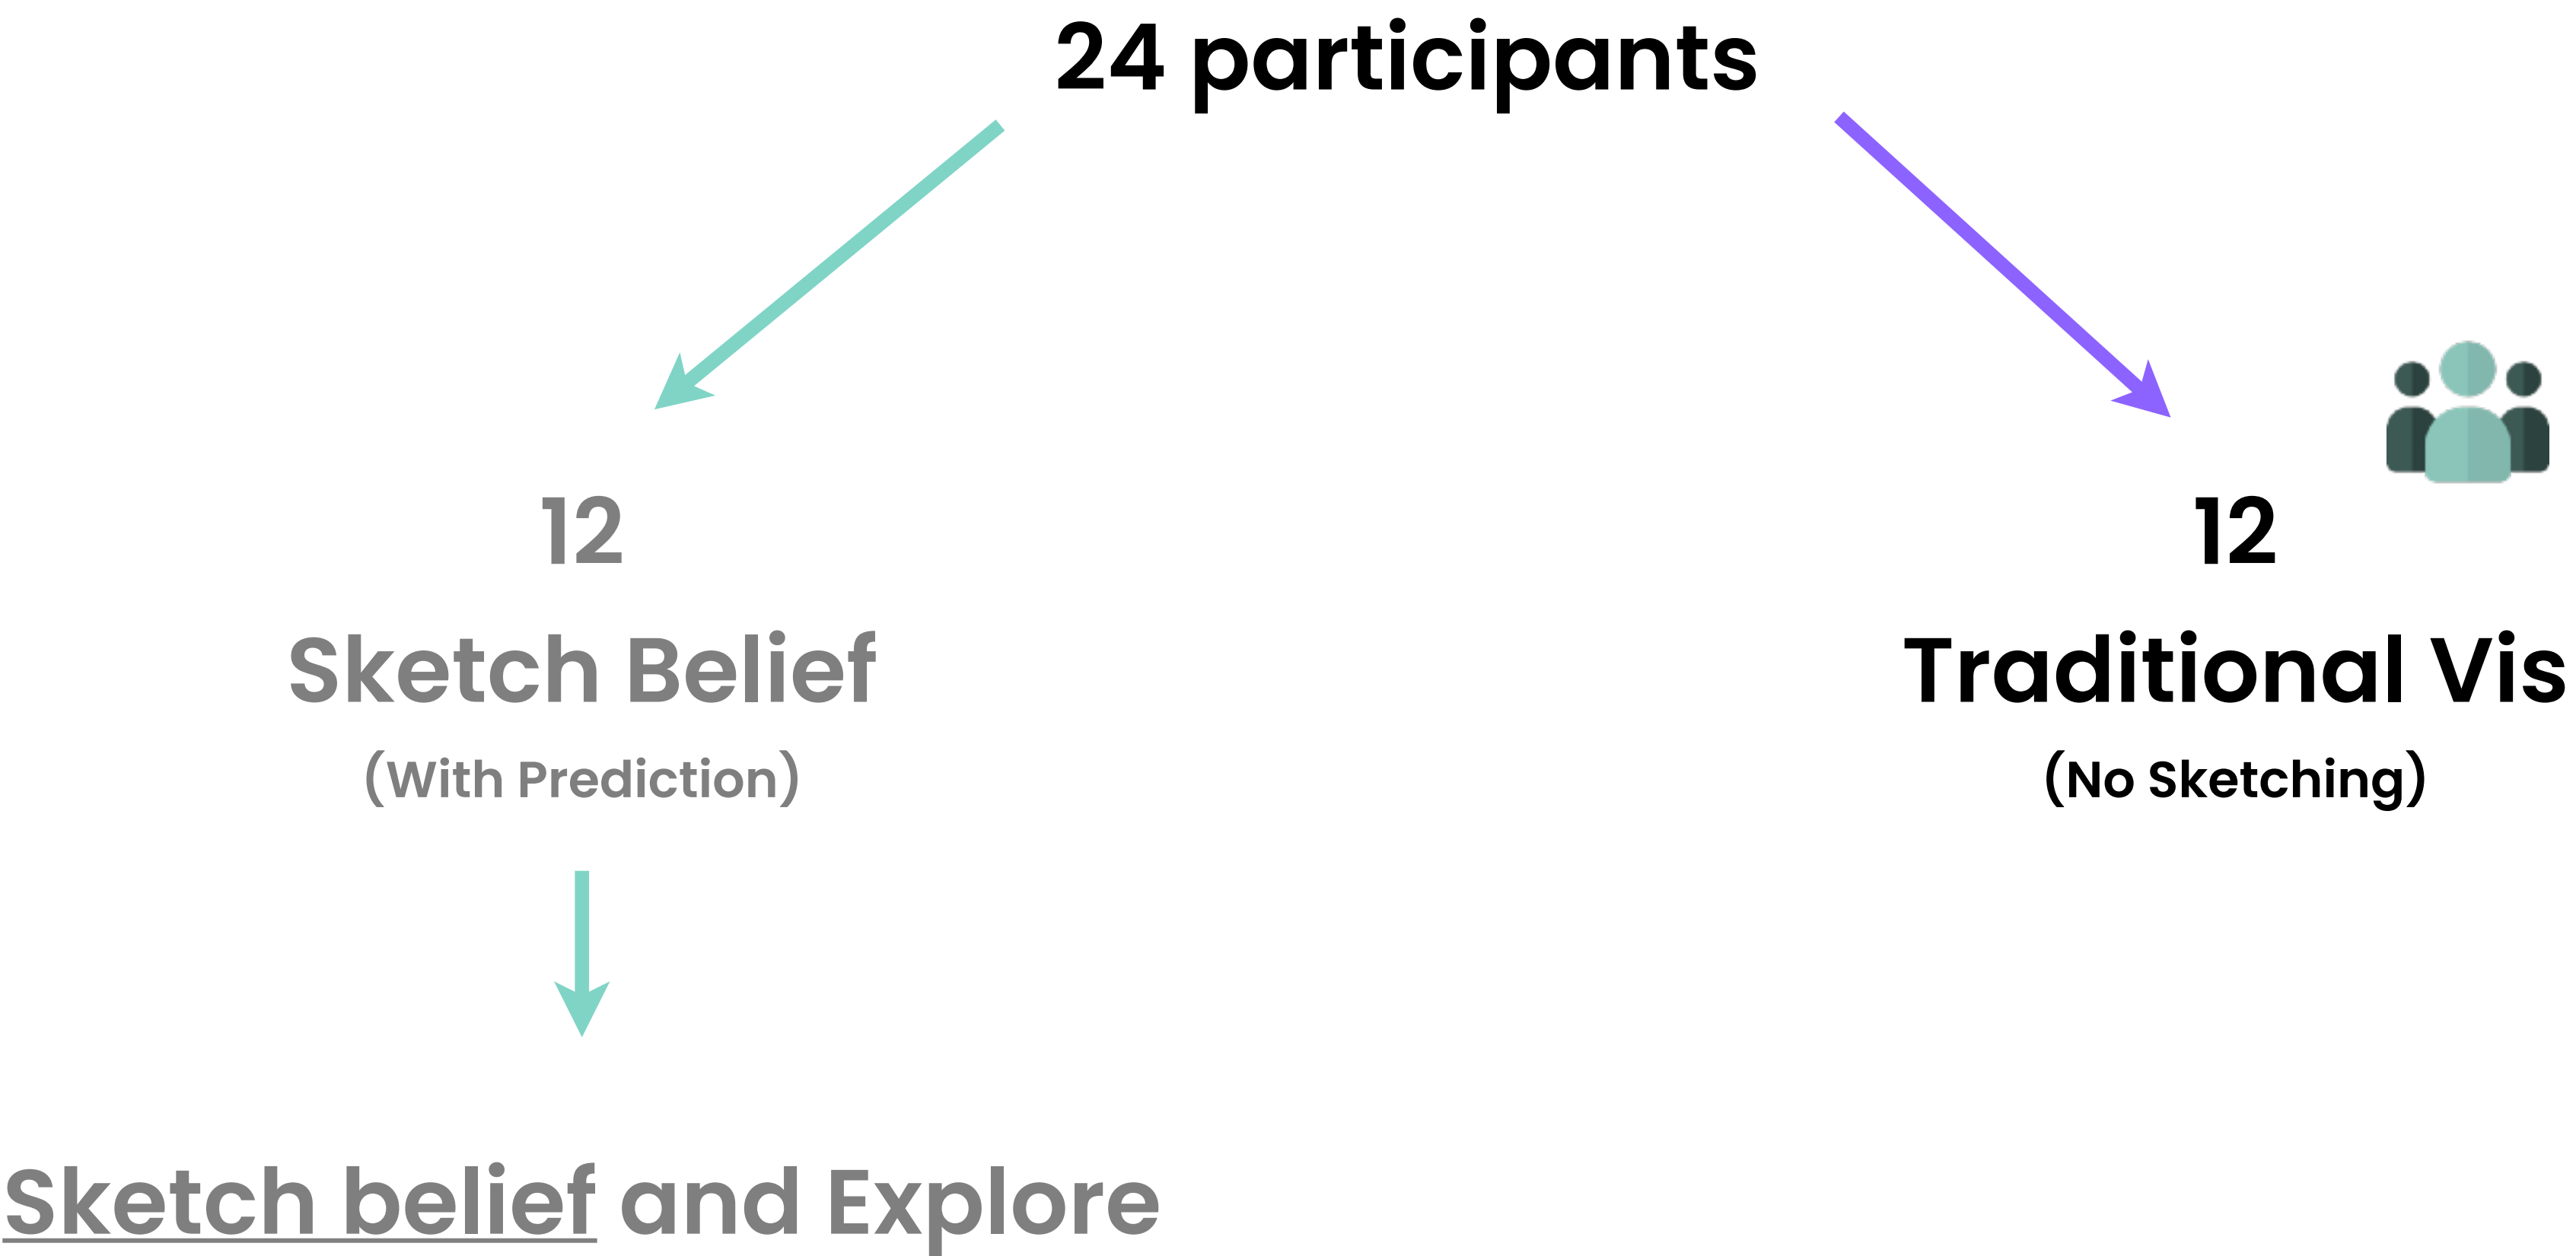 24 participants
12
Sketch Belief
(With Prediction)
12
Traditional Vis
(No Sketching)
Sketch belief and Explore